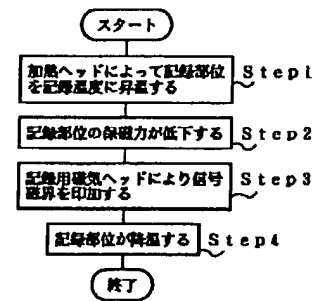 スタート
加熱ヘッドによって記録部位 Step1
を記録温度に昇温する
記録部位の保磁力が低下する Step2
記録用磁気ヘッドにより信号 Step3
磁界を印加する
記録部位が降温する Step4
終了